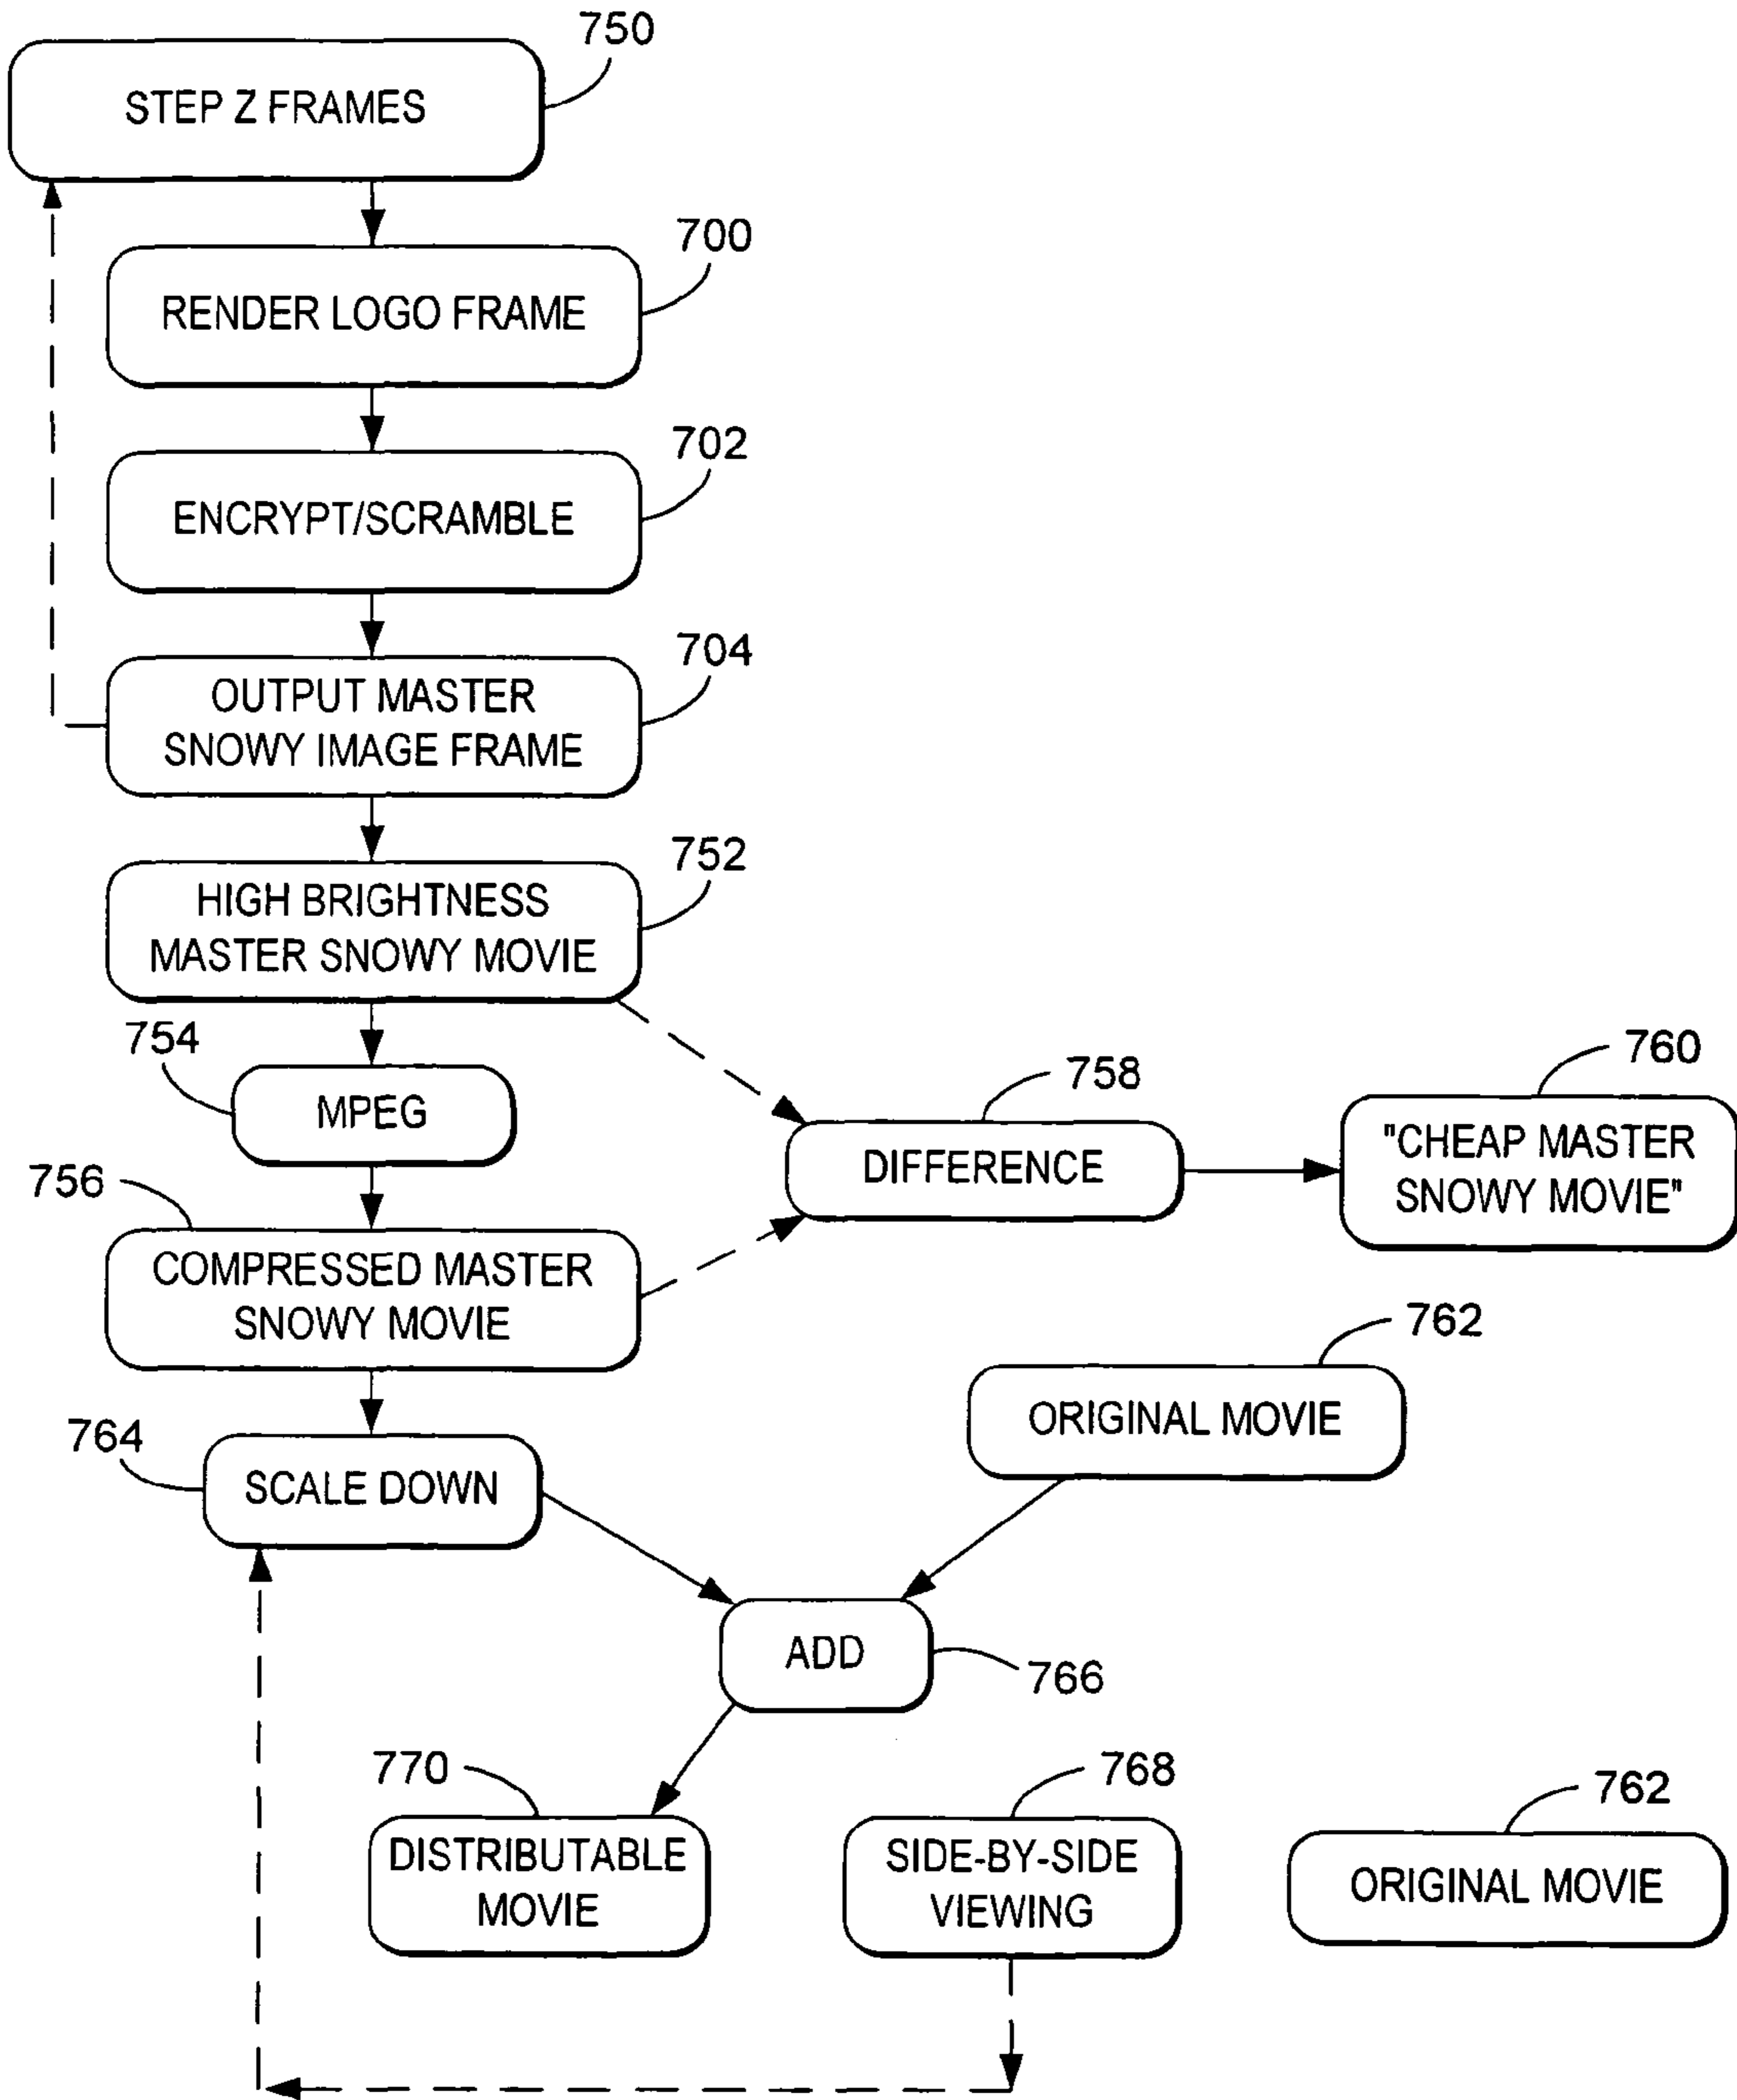 750
STEP Z FRAMES
700
RENDER LOGO FRAME
702
ENCRYPT/SCRAMBLE
704
OUTPUT MASTER
SNOWY IMAGE FRAME
752
HIGH BRIGHTNESS
MASTER SNOWY MOVIE
754
MPEG
758
DIFFERENCE
760
"CHEAP MASTER
SNOWY MOVIE"
756
COMPRESSED MASTER
SNOWY MOVIE
762
ORIGINAL MOVIE
764
SCALE DOWN
ADD
766
770
DISTRIBUTABLE
MOVIE
768
SIDE-BY-SIDE
VIEWING
762
ORIGINAL MOVIE